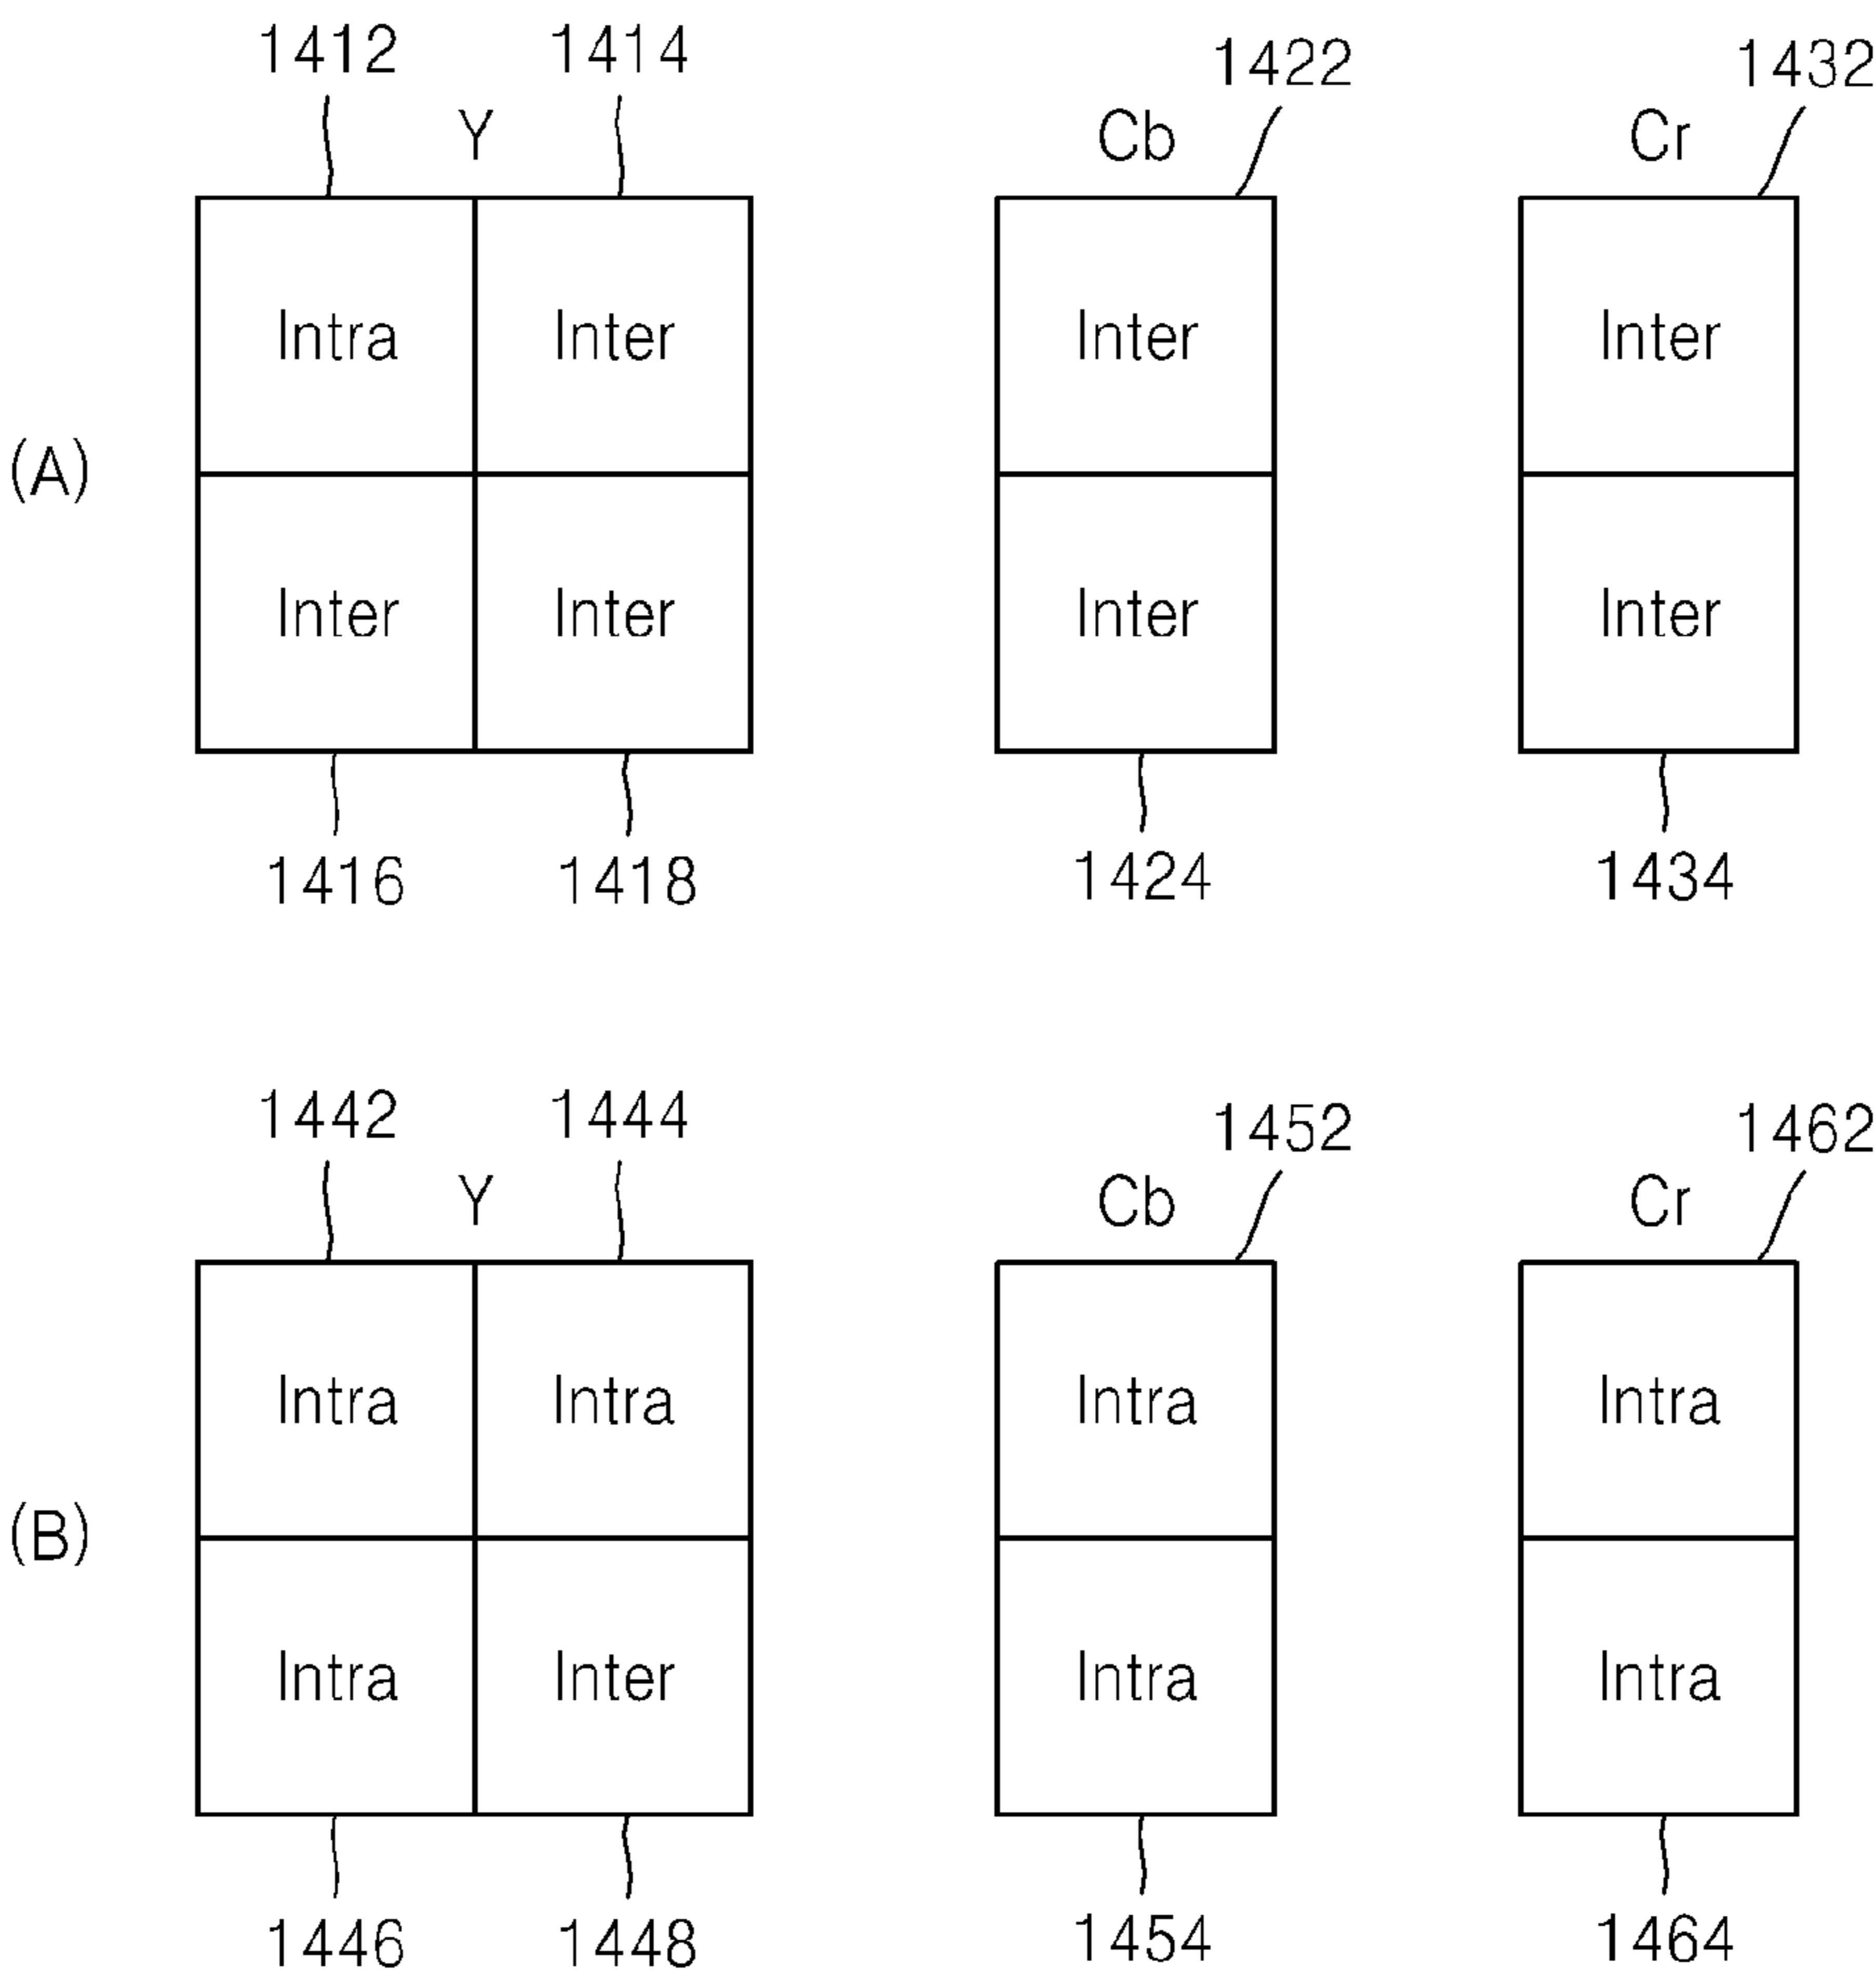 1412 1414 1422 1432
Y Cb Cr
Intra Inter Inter Inter
(A)
Inter Inter Inter Inter
1416 1418 1424 1434
1442 1444 1452 1462
Y Cb Cr
Intra Intra Intra Intra
(B)
Intra Inter Intra Intra
1446 1448 1454 1464